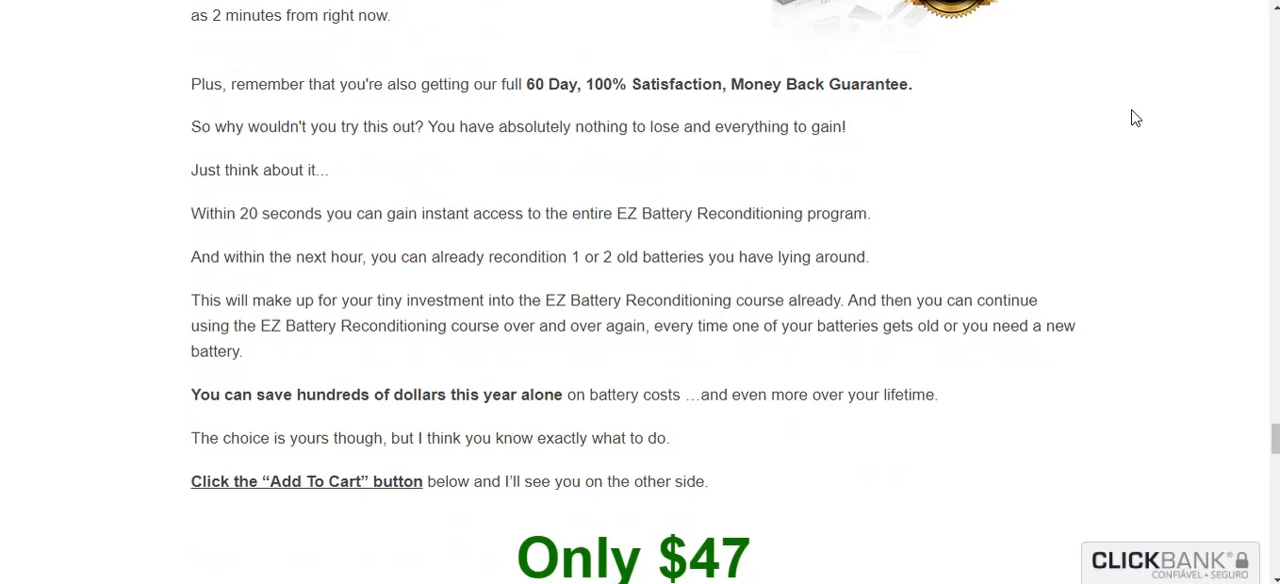 as 2 minutes from right now.
Plus, remember that you're also getting our full 60 Day, 100% Satisfaction, Money Back Guarantee.
So why wouldn't you try this out? You have absolutely nothing to lose and everything to gain!
Just think about it...
Within 20 seconds you can gain instant access to the entire EZ Battery Reconditioning program.
And within the next hour, you can already recondition 1 or 2 old batteries you have lying around.
This will make up for your tiny investment into the EZ Battery Reconditioning course already. And then you can continue
using the EZ Battery Reconditioning course over and over again, every time one of your batteries gets old or you need a new
battery.
You can save hundreds of dollars this year alone on battery costs …and even more over your lifetime.
The choice is yours though, but I think you know exactly what to do.
Click the “Add To Cart” button below and I’ll see you on the other side.
Only $47
CLICKBANK®
CONFIÁVEL • SEGURO